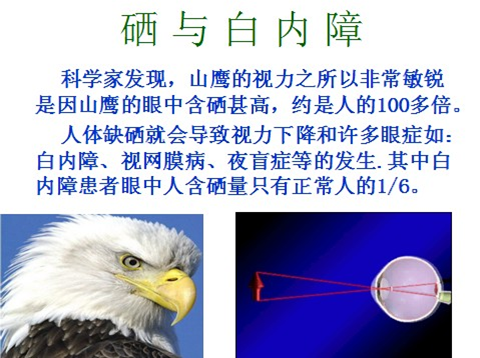 硒与白内障
科学家发现，山鹰的视力之所以非常敏锐
是因山鹰的眼中含硒甚高，约是人的100多倍。
人体缺硒就会导致视力下降和许多眼症如：
白内障、视网膜病、夜盲症等的发生.其中白
内障患者眼中人含硒量只有正常人的1/6。